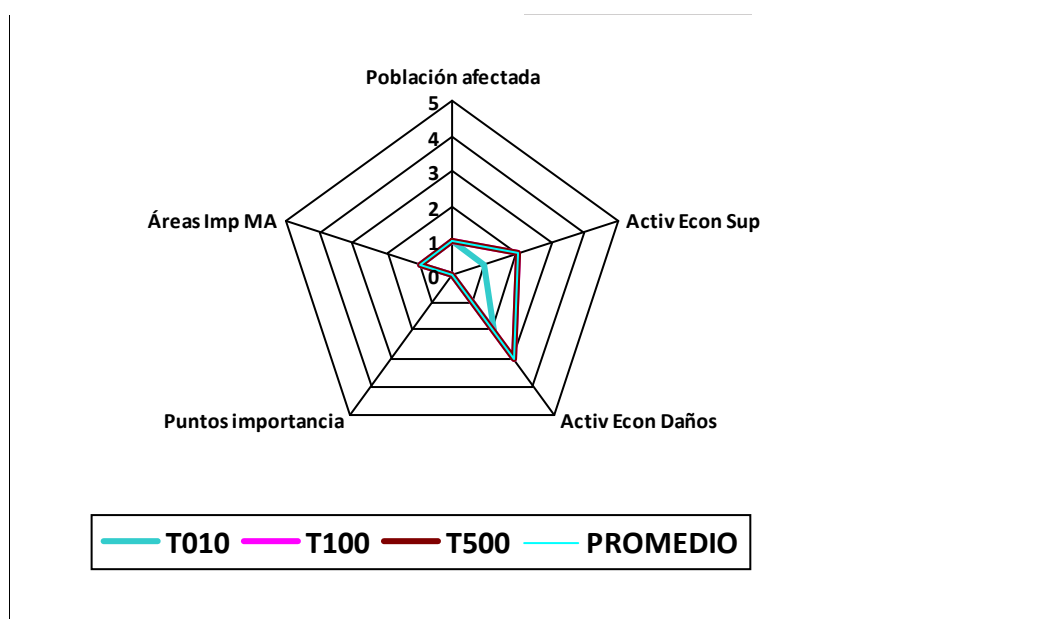 Población afectada
5
4
3
2
1
0
Áreas Imp MA
Activ Econ Sup
Puntos importancia
Activ Econ Daños
T010 T100 T500 PROMEDIO